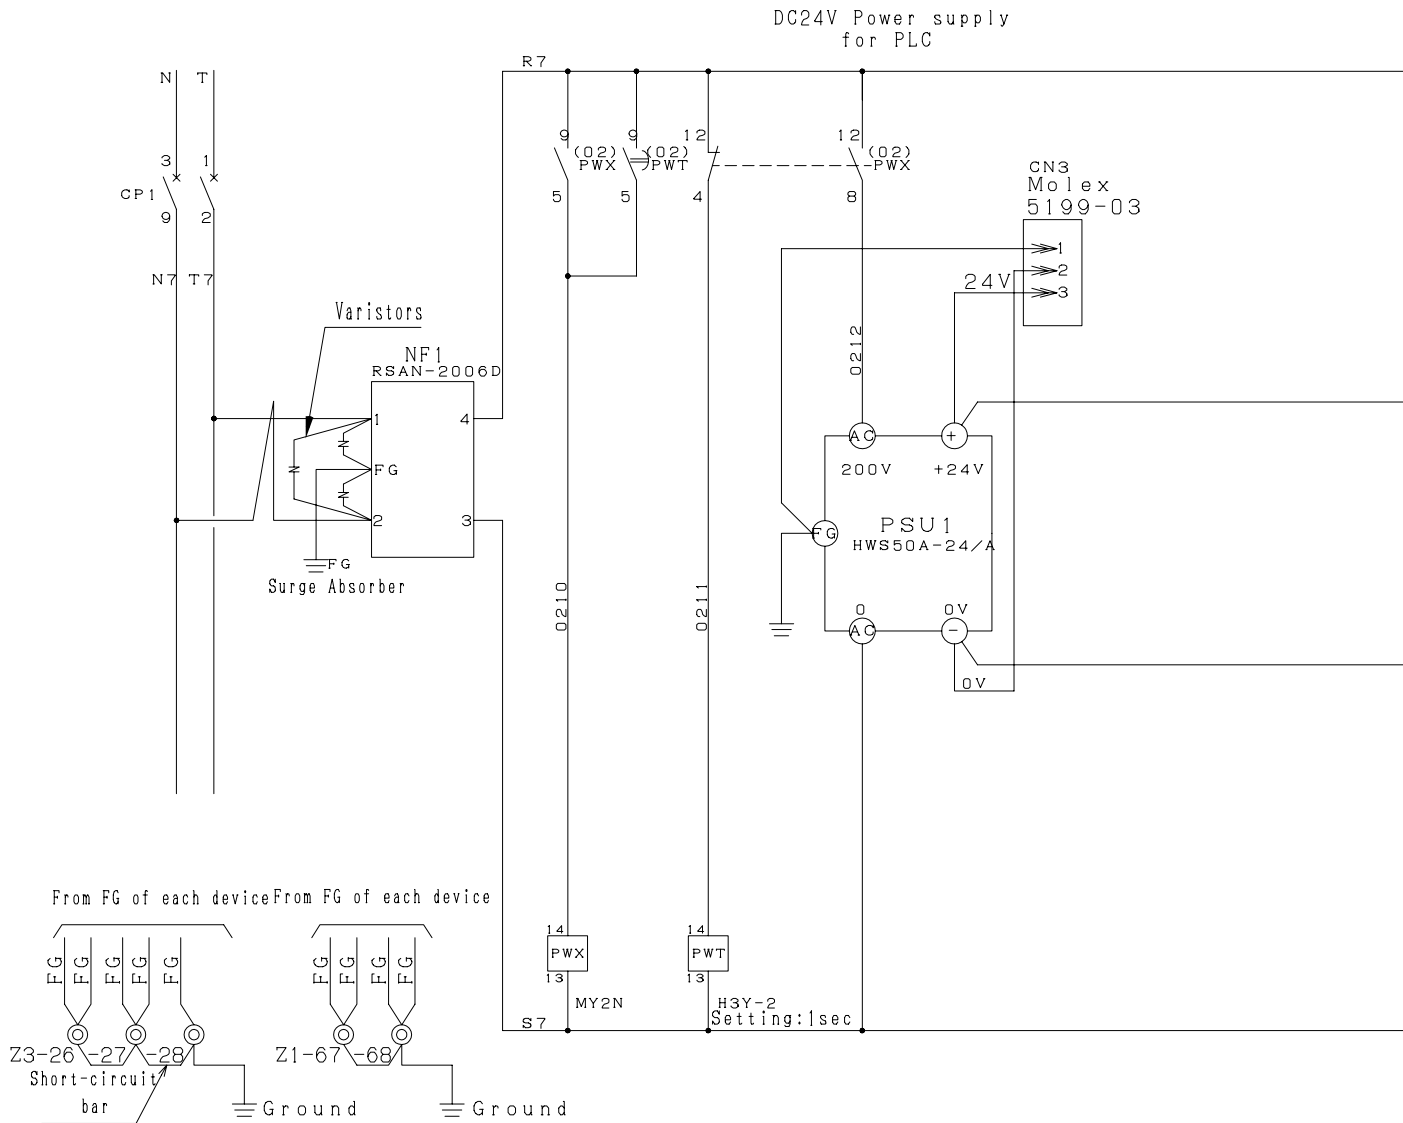 DC24V Power supply
for PLC
N T
R7
3 1
CP1
9 2
N7 T7
9 9 12 12
(02) (02) (02)
PWX PWT PWX
5 5 4 8
CN3
Molex
5199-03
1
2
24V 3
Varistors
NF1
RSAN-2006D
0212
1 4
FG
2 3
FG
Surge Absorber
AC +
200V +24V
FG PSU1
HWS50A-24/A
0 0V
AC -
0V
0210
0211
From FG of each device From FG of each device
FG FG FG FG FG
FG FG FG FG
14 14
PWX PWT
13 13
MY2N H3Y-2
S7 Setting:1sec
Z3-26 -27 -28 Z1-67 -68
Short-circuit
bar
Ground Ground